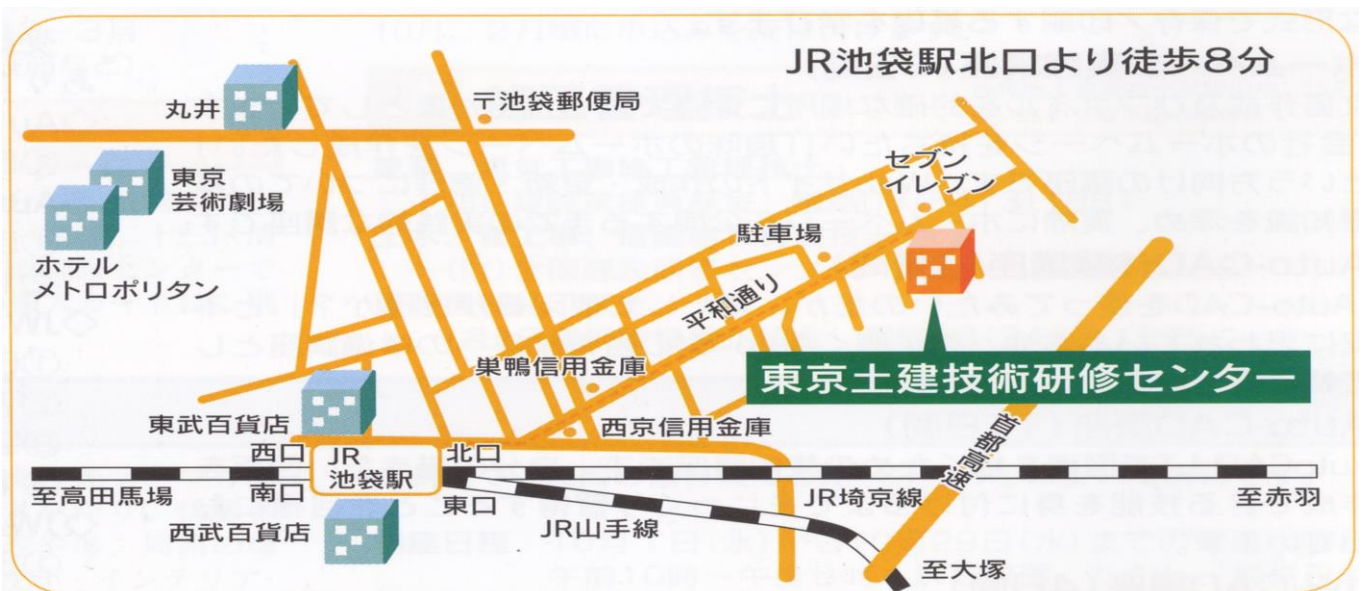 JR池袋駅北口より徒歩8分
丸井
〒池袋郵便局
東京
芸術劇場
ホテル
メトロポリタン
セブン
イレブン
駐車場
平和通り
巣鴨信用金庫
東京土建技術研修センター
東武百貨店
西京信用金庫
首都高速
西口
JR
池袋駅
北口
南口
東口
至高田馬場
JR埼京線
至赤羽
西武百貨店
JR山手線
至大塚